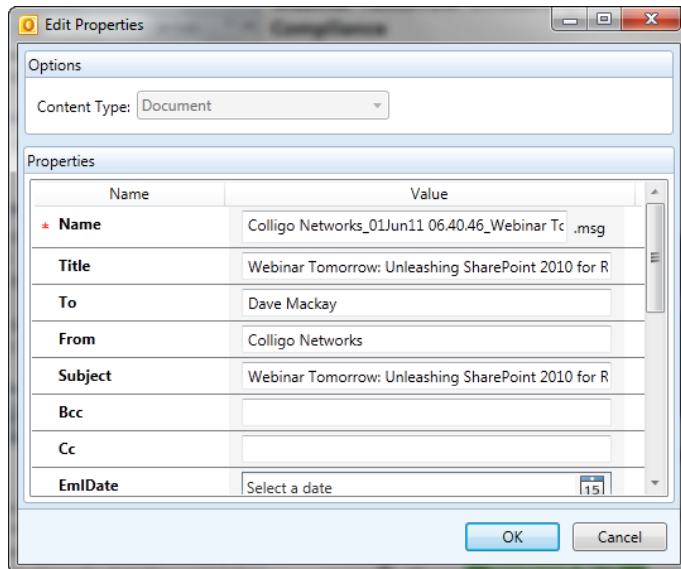 Edit Properties
Compliance
Options
Content Type: Document
Properties
Name Value
* Name Colligo Networks_01Jun11 06.40.46_Webinar Tc .msg
Title Webinar Tomorrow: Unleashing SharePoint 2010 for R
To Dave Mackay
From Colligo Networks
Subject Webinar Tomorrow: Unleashing SharePoint 2010 for R
Bcc
Cc
EmlDate Select a date 15
OK Cancel